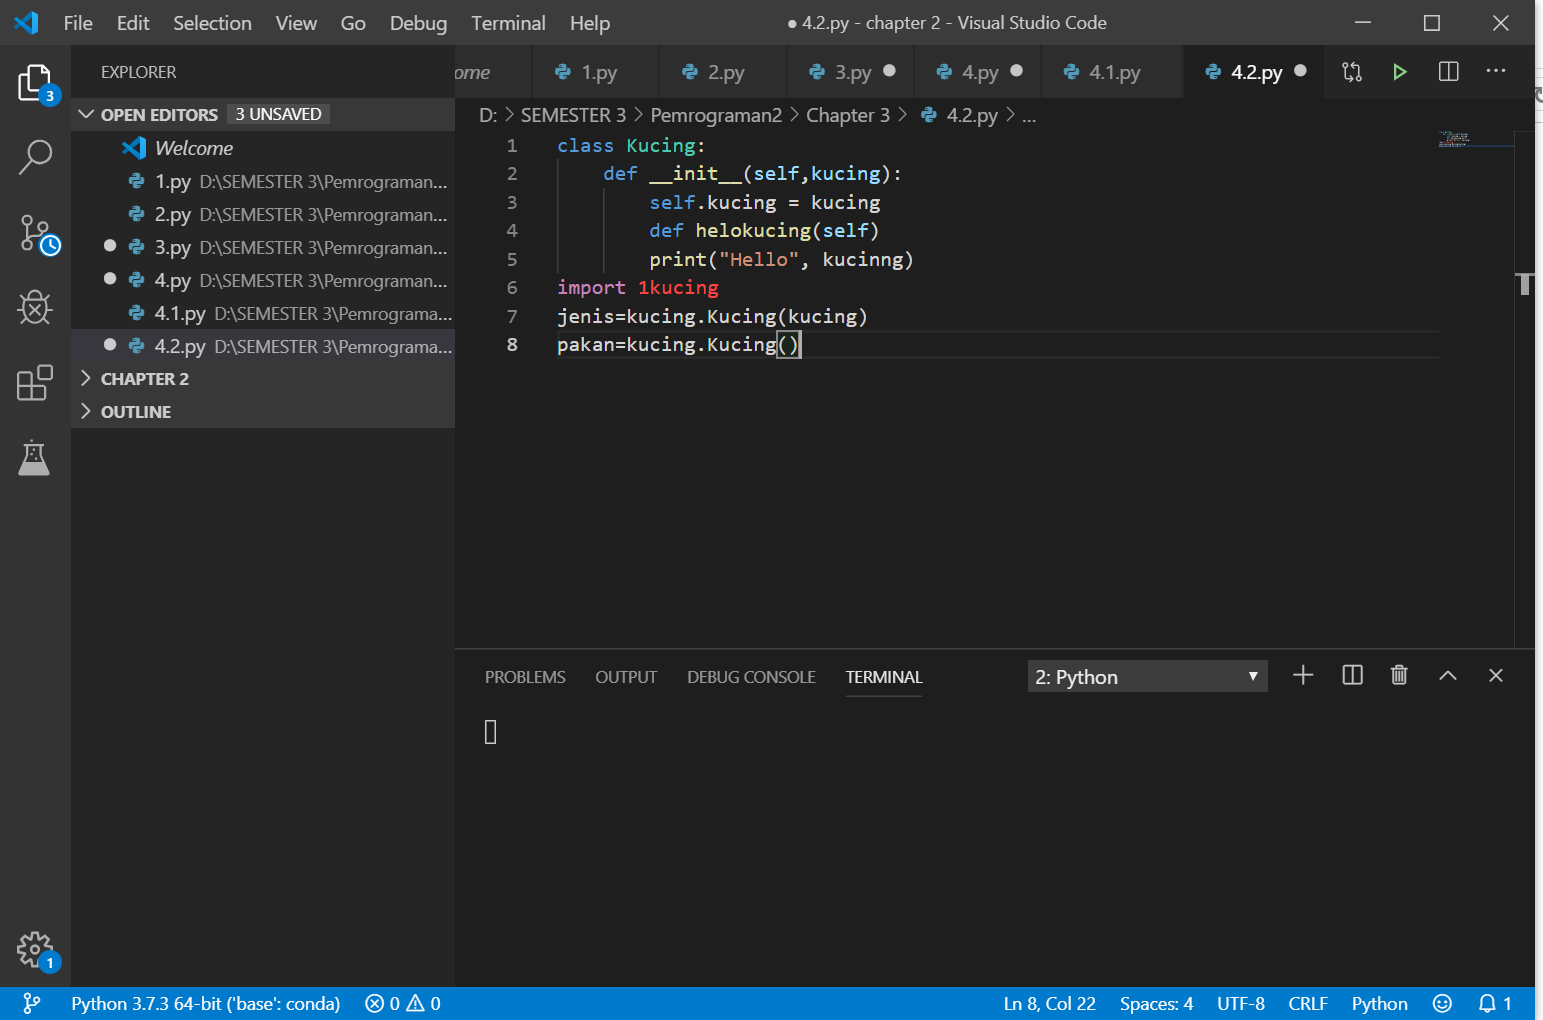 File Edit Selection View Go Debug Terminal Help ● 4.2.py - chapter 2 - Visual Studio Code
EXPLORER
3
OPEN EDITORS 3 UNSAVED
Welcome
1.py D:\SEMESTER 3\Pemrograman...
2.py D:\SEMESTER 3\Pemrograman...
3.py D:\SEMESTER 3\Pemrograman...
4.py D:\SEMESTER 3\Pemrograman...
4.1.py D:\SEMESTER 3\Pemrograma...
4.2.py D:\SEMESTER 3\Pemrograma...
CHAPTER 2
OUTLINE
1
ome 1.py 2.py 3.py 4.py 4.1.py 4.2.py ...
D: > SEMESTER 3 > Pemrograman2 > Chapter 3 > 4.2.py > ...
1 class Kucing:
2 def __init__(self,kucing):
3 self.kucing = kucing
4 def helokucing(self)
5 print("Hello", kucinng)
6 import 1kucing
7 jenis=kucing.Kucing(kucing)
8 pakan=kucing.Kucing()
PROBLEMS OUTPUT DEBUG CONSOLE TERMINAL 2: Python
Python 3.7.3 64-bit ('base': conda) 0 0 Ln 8, Col 22 Spaces: 4 UTF-8 CRLF Python 1